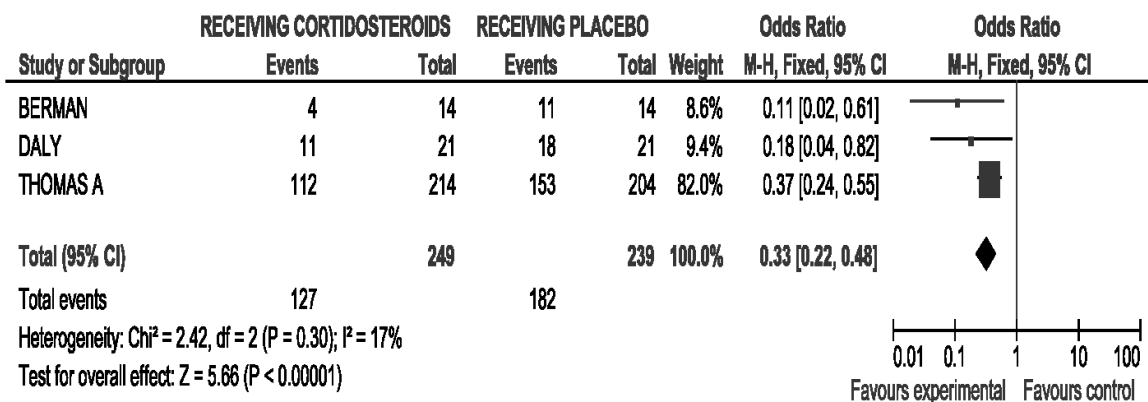 RECEIVING CORTIDOSTEROIDS RECEIVING PLACEBO Odds Ratio Odds Ratio
Study or Subgroup Events Total Events Total Weight M-H, Fixed, 95% CI M-H, Fixed, 95% CI
BERMAN 4 14 11 14 8.6% 0.11 [0.02, 0.61]
DALY 11 21 18 21 9.4% 0.18 [0.04, 0.82]
THOMAS A 112 214 153 204 82.0% 0.37 [0.24, 0.55]
Total (95% CI) 249 239 100.0% 0.33 [0.22, 0.48]
Total events 127 182
Heterogeneity: Chi² = 2.42, df = 2 (P = 0.30); I² = 17%
Test for overall effect: Z = 5.66 (P < 0.00001)
0.01 0.1 1 10 100
Favours experimental Favours control